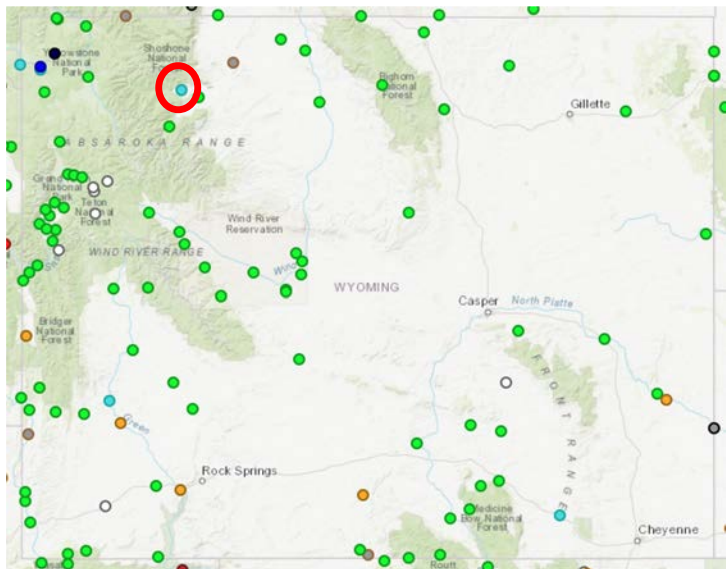 Shoshone
National
Forest
Yellowstone
National
Park
Bighorn
National
Forest
Gillette
ABSAROKA RANGE
Grand
National
Park
Teton
National
Forest
Wind River
Reservation
WIND RIVER RANGE
Wind
WYOMING
Casper
North Platte
Bridger
National
Forest
FRONT RANGE
Green
Rock Springs
Medicine
Bow National
Forest
Cheyenne
Routt